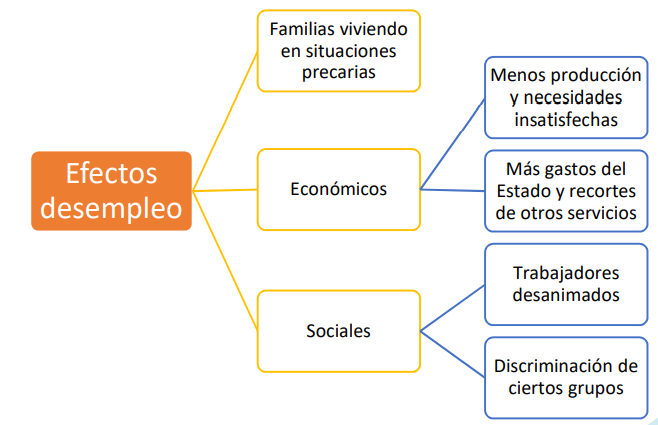 Efectos
desempleo
Familias viviendo
en situaciones
precarias
Económicos
Menos producción
y necesidades
insatisfechas
Más gastos del
Estado y recortes
de otros servicios
Sociales
Trabajadores
desanimados
Discriminación de
ciertos grupos